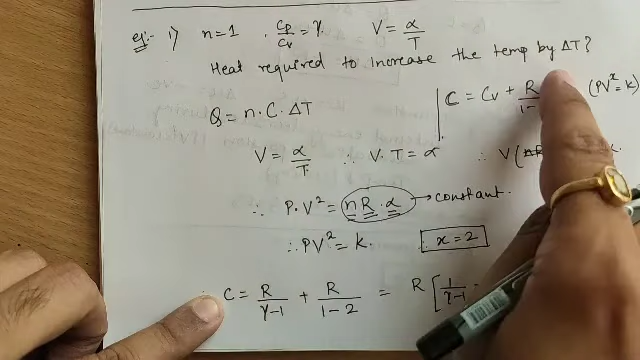 eg:- 1) n=1 . Cp/Cv = γ. V = α/T
Heat required to increase the temp by ΔT?
Q = n·C·ΔT C = Cv + R/1- (PVˣ=k)
V = α/T. ∴ V·T = α ∴ V( k.
∴ P·V² = nR·α → constant.
∴ PV² = k. ∴ x=2
C = R/γ-1 + R/1-2 = R[1/γ-1